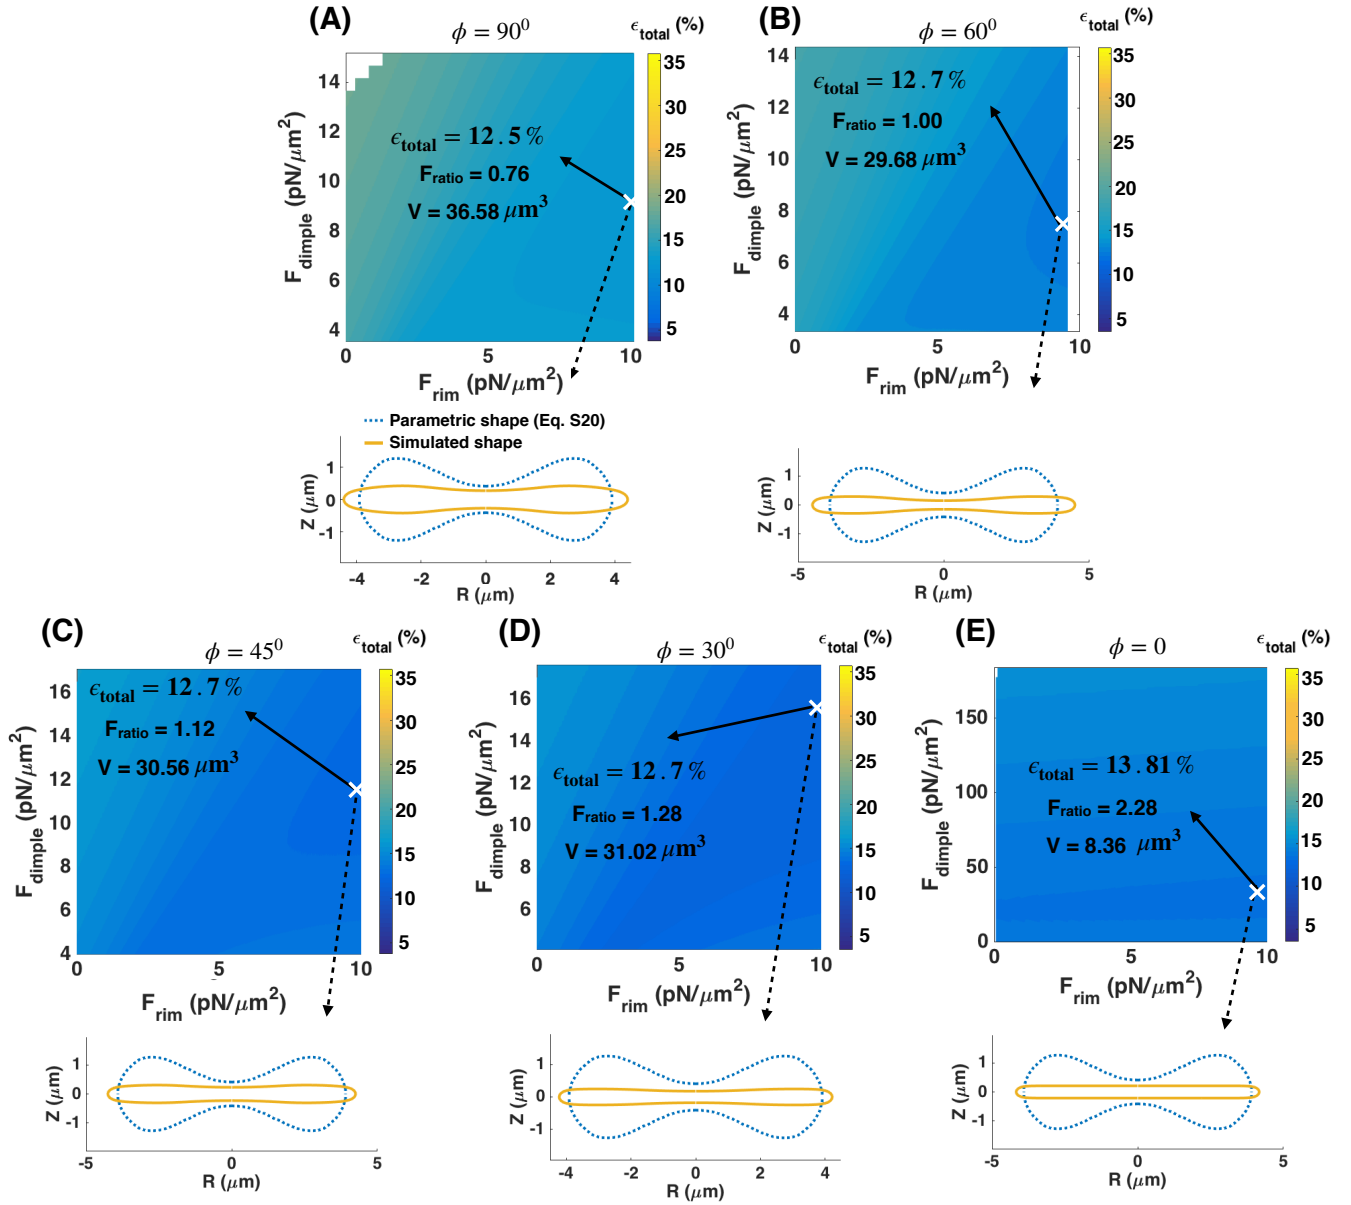 (A)
ϕ = 90⁰
ϵtotal (%)
14
12
10
8
6
4
Fdimple (pN/μm²)
ϵtotal = 12.5%
Fratio = 0.76
V = 36.58 μm³
0
5
10
Frim (pN/μm²)
35
30
25
20
15
10
5
Parametric shape (Eq. S20)
Simulated shape
1
0
-1
Z (μm)
-4
-2
0
2
4
R (μm)
(B)
ϕ = 60⁰
ϵtotal (%)
14
12
10
8
6
4
Fdimple (pN/μm²)
ϵtotal = 12.7%
Fratio = 1.00
V = 29.68 μm³
0
5
10
Frim (pN/μm²)
35
30
25
20
15
10
5
1
0
-1
Z (μm)
-5
0
5
R (μm)
(C)
ϕ = 45⁰
ϵtotal (%)
16
14
12
10
8
6
4
Fdimple (pN/μm²)
ϵtotal = 12.7%
Fratio = 1.12
V = 30.56 μm³
0
5
10
Frim (pN/μm²)
35
30
25
20
15
10
5
1
0
-1
Z (μm)
-5
0
5
R (μm)
(D)
ϕ = 30⁰
ϵtotal (%)
16
14
12
10
8
6
Fdimple (pN/μm²)
ϵtotal = 12.7%
Fratio = 1.28
V = 31.02 μm³
0
5
10
Frim (pN/μm²)
35
30
25
20
15
10
5
1
0
-1
Z (μm)
-4
-2
0
2
4
R (μm)
(E)
ϕ = 0
ϵtotal (%)
150
100
50
0
Fdimple (pN/μm²)
ϵtotal = 13.81%
Fratio = 2.28
V = 8.36 μm³
0
5
10
Frim (pN/μm²)
35
30
25
20
15
10
5
1
0
-1
Z (μm)
-5
0
5
R (μm)